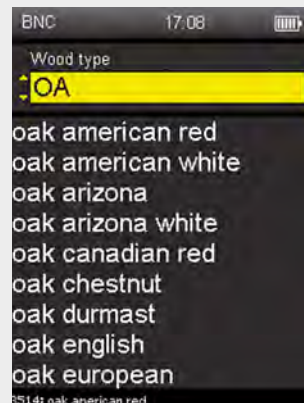 BNC 17:08
Wood type
OA
oak american red
oak american white
oak arizona
oak arizona white
oak canadian red
oak chestnut
oak durmast
oak english
oak european
3514: oak american red